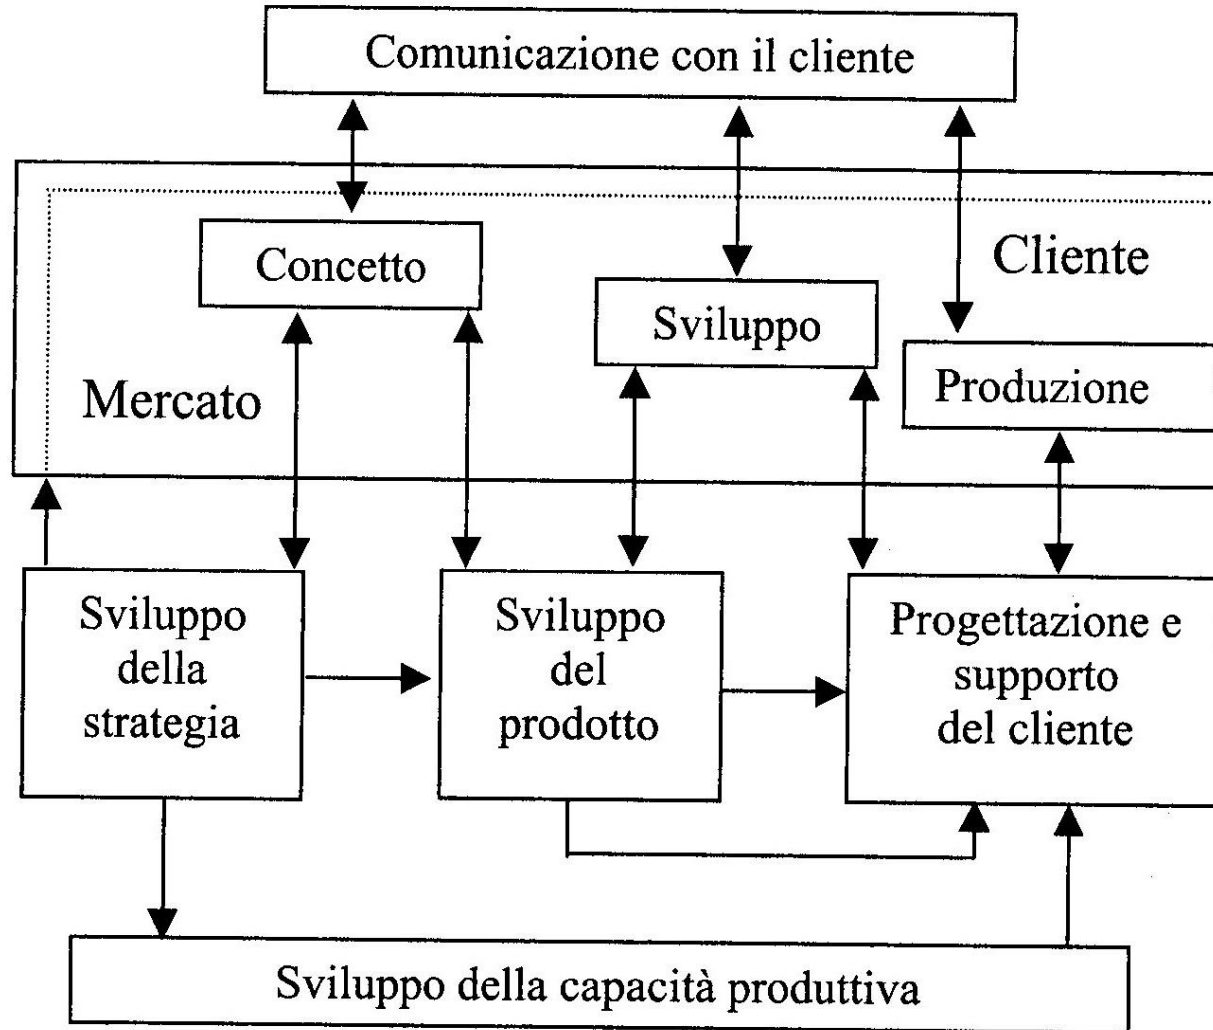 Comunicazione con il cliente
Concetto
Cliente
Sviluppo
Mercato
Produzione
Sviluppo
della
strategia
Sviluppo
del
prodotto
Progettazione e
supporto
del cliente
Sviluppo della capacità produttiva